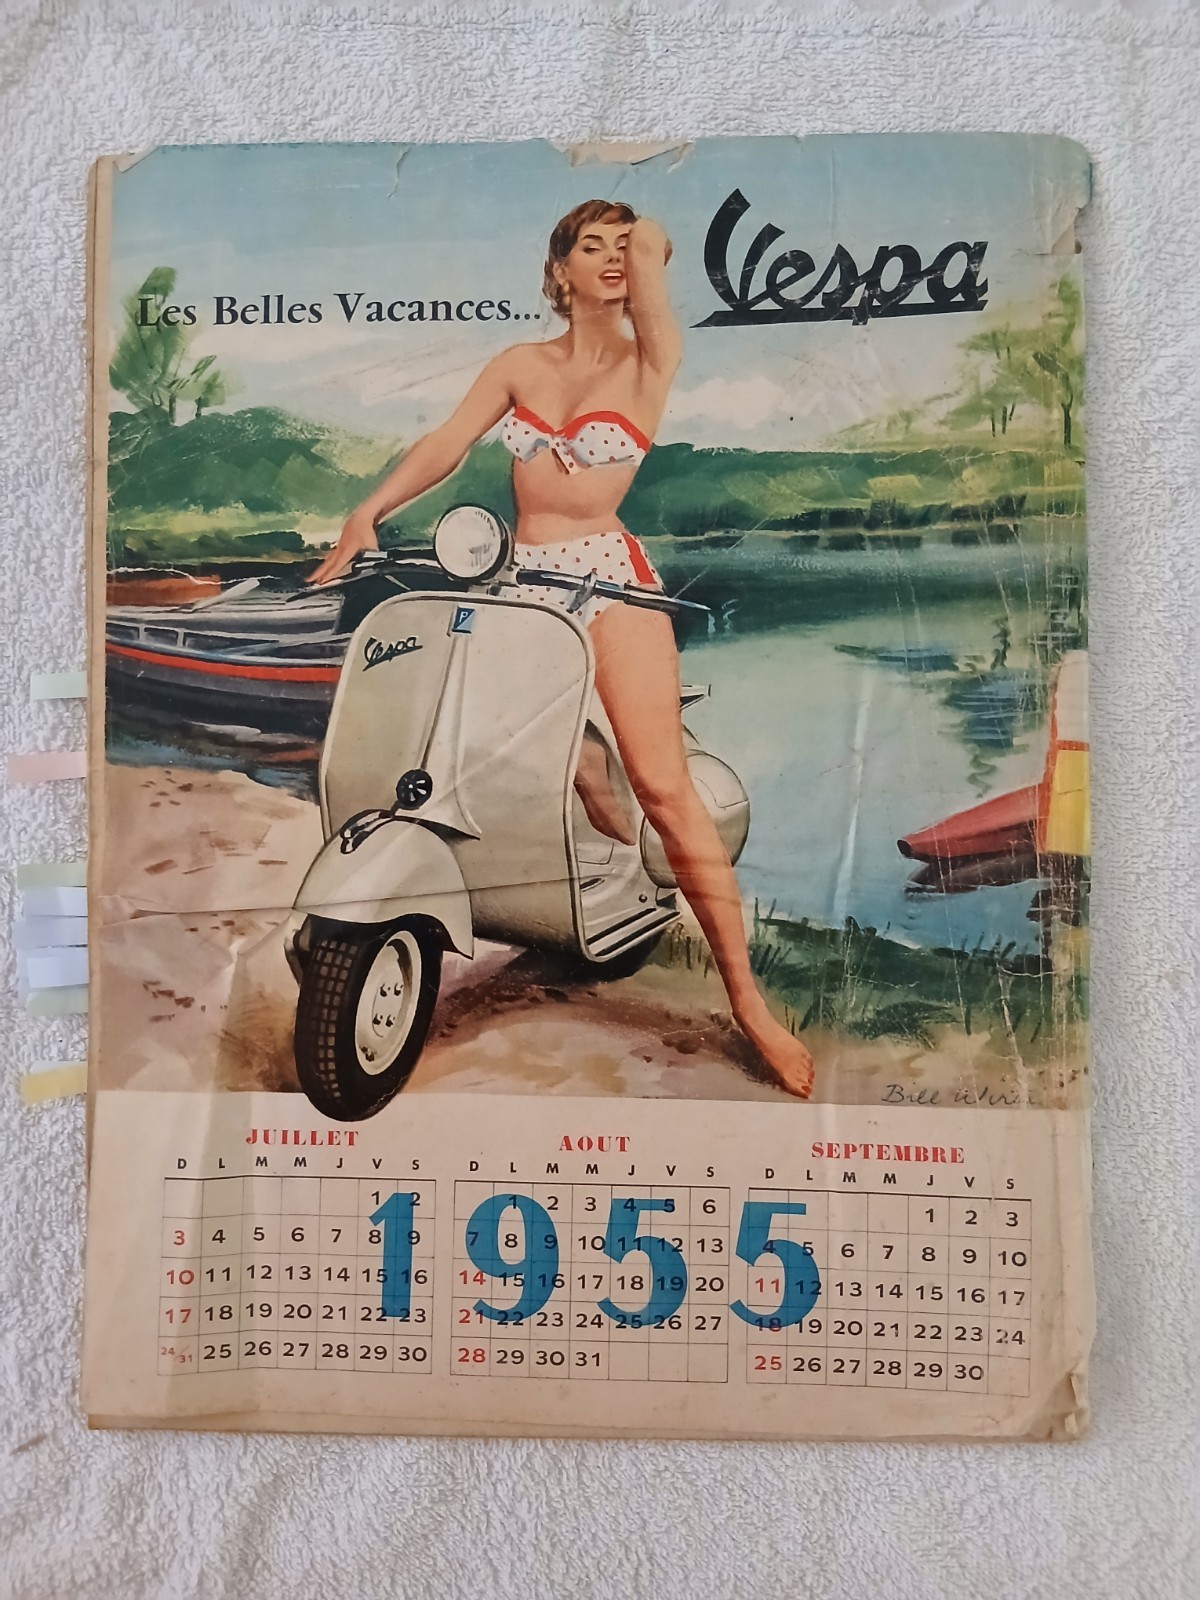 Vespa
Les Belles Vacances...
P
Vespa
Bill
JUILLET
D L M M J V S
1 2
3 4 5 6 7 8 9
10 11 12 13 14 15 16
17 18 19 20 21 22 23
24/31 25 26 27 28 29 30
AOUT
D L M M J V S
1 2 3 4 5 6
7 8 9 10 11 12 13
14 15 16 17 18 19 20
21 22 23 24 25 26 27
28 29 30 31
SEPTEMBRE
D L M M J V S
1 2 3
4 5 6 7 8 9 10
11 12 13 14 15 16 17
18 19 20 21 22 23 24
25 26 27 28 29 30
1955